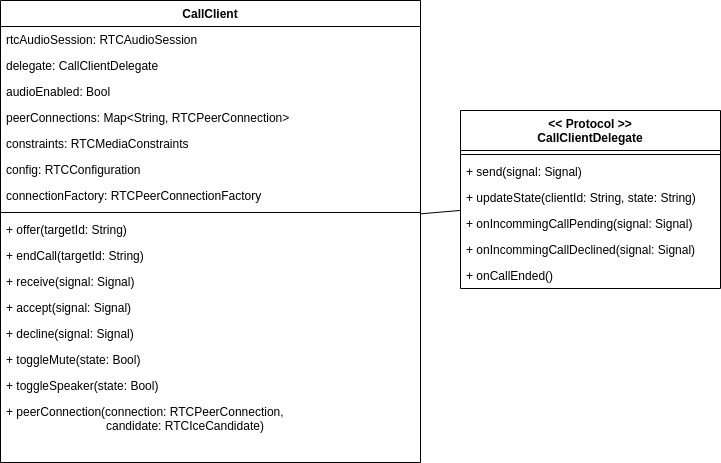 CallClient
rtcAudioSession: RTCAudioSession
delegate: CallClientDelegate
audioEnabled: Bool
peerConnections: Map<String, RTCPeerConnection>
constraints: RTCMediaConstraints
config: RTCConfiguration
connectionFactory: RTCPeerConnectionFactory
+ offer(targetId: String)
+ endCall(targetId: String)
+ receive(signal: Signal)
+ accept(signal: Signal)
+ decline(signal: Signal)
+ toggleMute(state: Bool)
+ toggleSpeaker(state: Bool)
+ peerConnection(connection: RTCPeerConnection,
candidate: RTCIceCandidate)
<< Protocol >>
CallClientDelegate
+ send(signal: Signal)
+ updateState(clientId: String, state: String)
+ onIncommingCallPending(signal: Signal)
+ onIncommingCallDeclined(signal: Signal)
+ onCallEnded()